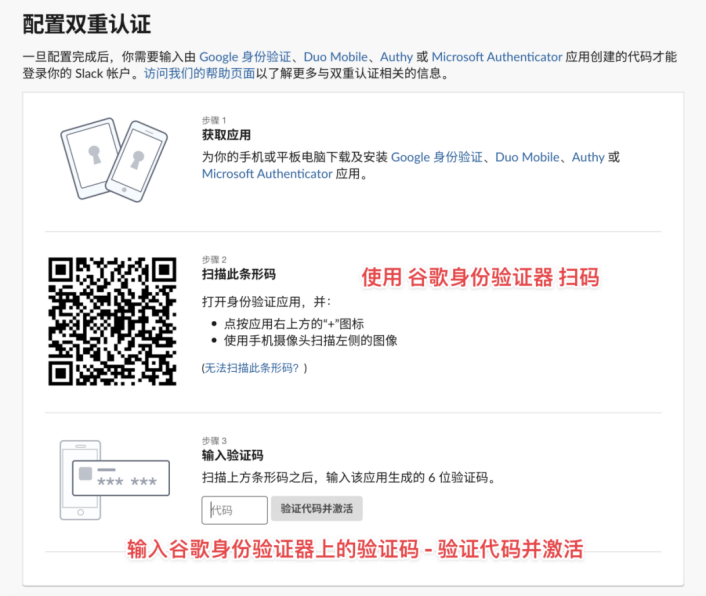 配置双重认证
一旦配置完成后，你需要输入由 Google 身份验证、Duo Mobile、Authy 或 Microsoft Authenticator 应用创建的代码才能
登录你的 Slack 帐户。访问我们的帮助页面以了解更多与双重认证相关的信息。
步骤 1
获取应用
为你的手机或平板电脑下载及安装 Google 身份验证、Duo Mobile、Authy 或
Microsoft Authenticator 应用。
步骤 2
扫描此条形码
使用 谷歌身份验证器 扫码
打开身份验证应用，并：
• 点按应用右上方的“+”图标
• 使用手机摄像头扫描左侧的图像
(无法扫描此条形码？)
步骤 3
输入验证码
扫描上方条形码之后，输入该应用生成的 6 位验证码。
*** ***
代码
验证代码并激活
输入谷歌身份验证器上的验证码 - 验证代码并激活